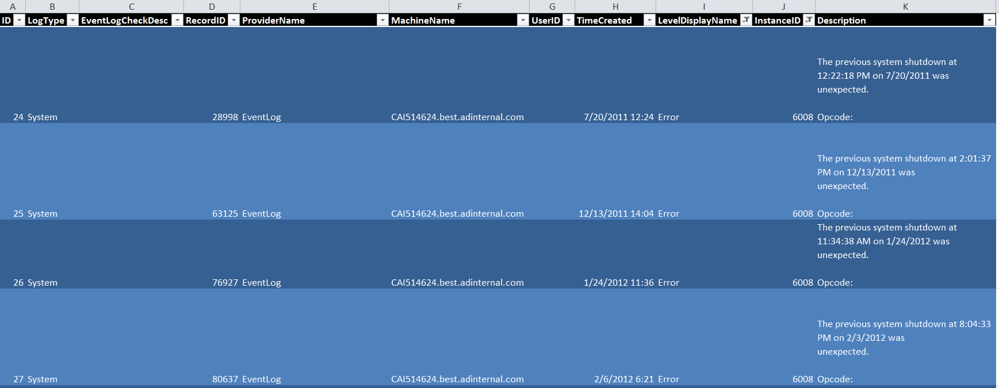 A B C D E F G H I J K
ID LogType EventLogCheckDesc RecordID ProviderName MachineName UserID TimeCreated LevelDisplayName InstanceID Description
The previous system shutdown at
12:22:18 PM on 7/20/2011 was
unexpected.
24 System 28998 EventLog CAI514624.best.adinternal.com 7/20/2011 12:24 Error 6008 Opcode:
The previous system shutdown at 2:01:37
PM on 12/13/2011 was
unexpected.
25 System 63125 EventLog CAI514624.best.adinternal.com 12/13/2011 14:04 Error 6008 Opcode:
The previous system shutdown at
11:34:38 AM on 1/24/2012 was
unexpected.
26 System 76927 EventLog CAI514624.best.adinternal.com 1/24/2012 11:36 Error 6008 Opcode:
The previous system shutdown at 8:04:33
PM on 2/3/2012 was
unexpected.
27 System 80637 EventLog CAI514624.best.adinternal.com 2/6/2012 6:21 Error 6008 Opcode: